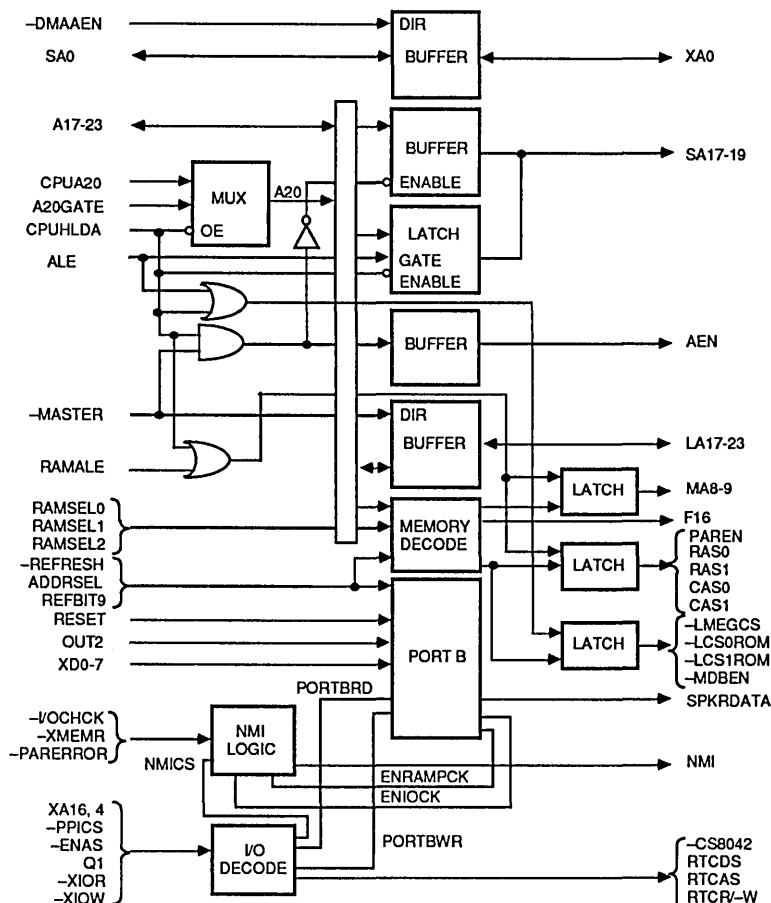 –DMAAEN
DIR
SA0
BUFFER
XA0
A17-23
BUFFER
SA17-19
ENABLE
CPUA20
MUX
A20
A20GATE
CPUHLDA
OE
LATCH
ALE
GATE
ENABLE
BUFFER
AEN
–MASTER
DIR
BUFFER
LA17-23
RAMALE
LATCH
MA8-9
RAMSEL0
RAMSEL1
RAMSEL2
MEMORY
DECODE
F16
–REFRESH
ADDRSEL
REFBIT9
LATCH
PAREN
RAS0
RAS1
CAS0
CAS1
RESET
OUT2
XD0-7
PORT B
LATCH
–LMEGCS
–LCS0ROM
–LCS1ROM
–MDBEN
PORTBRD
SPKRDATA
–I/OCHCK
–XMEMR
–PARERROR
NMI
LOGIC
NMI
NMICS
ENRAMPCK
ENIOCK
PORTBWR
XA16, 4
–PPICS
–ENAS
Q1
–XIOR
–XIOW
I/O
DECODE
–CS8042
RTCDS
RTCAS
RTCR/–W